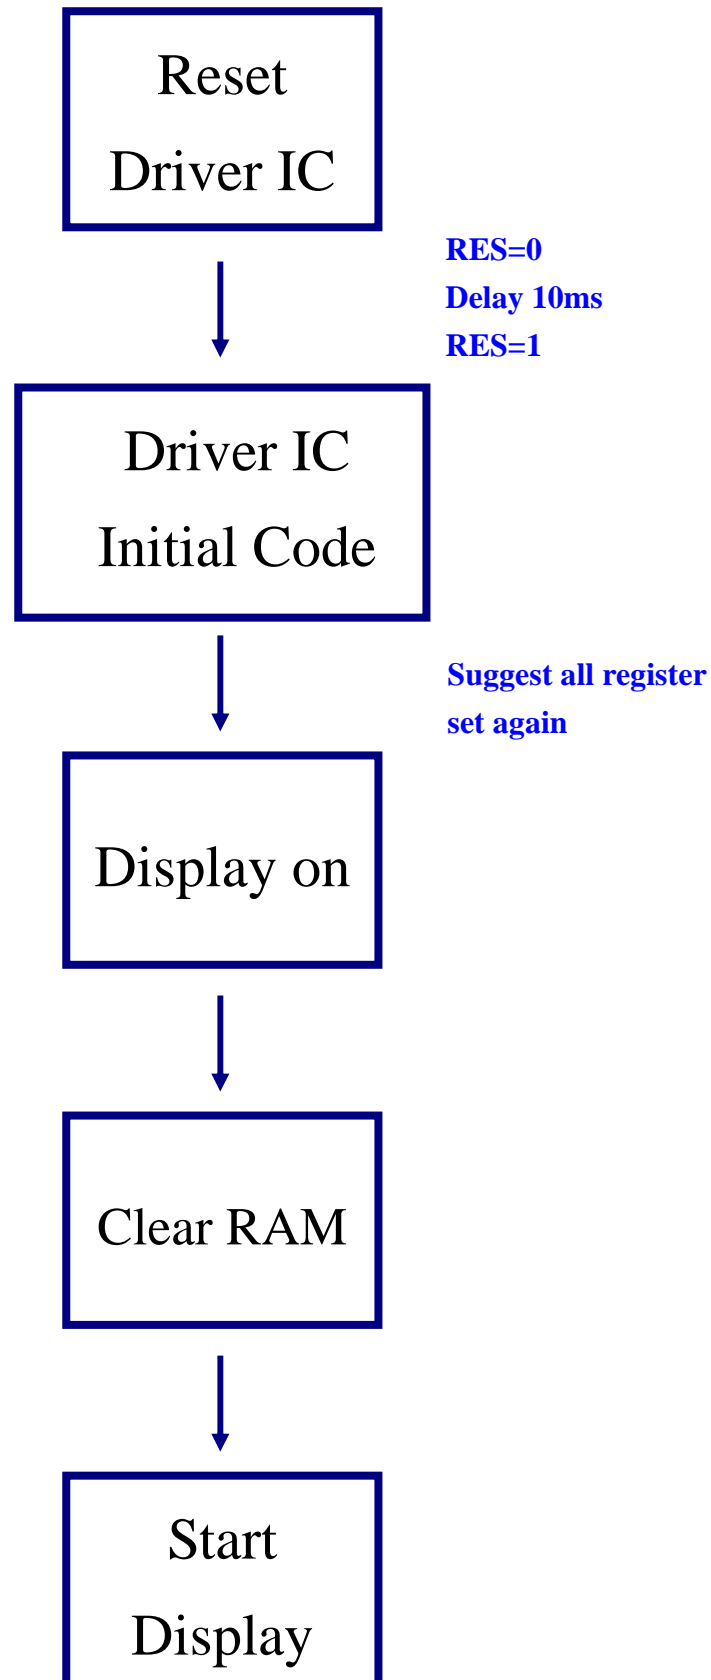 Reset
Driver IC
RES=0
Delay 10ms
RES=1
Driver IC
Initial Code
Suggest all register
set again
Display on
Clear RAM
Start
Display